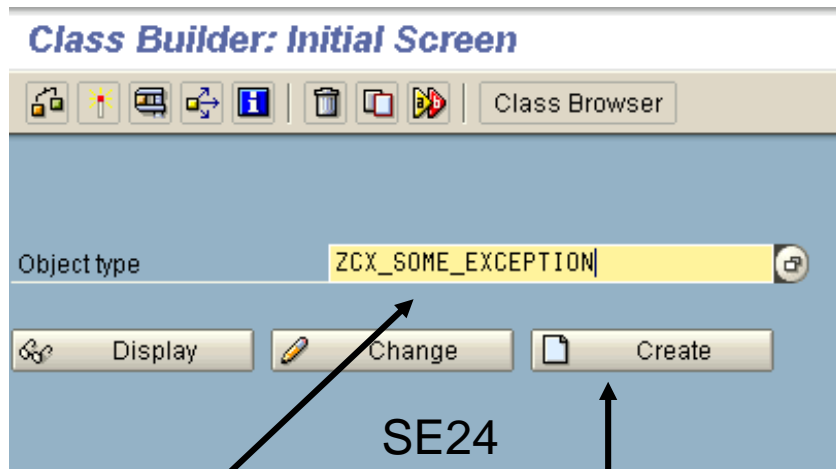 Class Builder: Initial Screen
Class Browser
Object type ZCX_SOME_EXCEPTION
Display Change Create
SE24